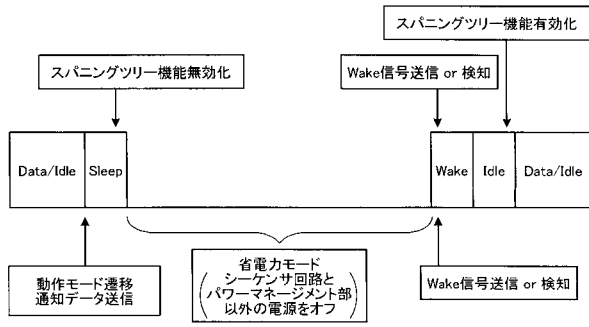 スパニングツリー機能有効化
スパニングツリー機能無効化
Wake信号送信 or 検知
Data/Idle
Sleep
Wake
Idle
Data/Idle
動作モード遷移
通知データ送信
省電力モード
シーケンサ回路と
パワーマネージメント部
以外の電源をオフ
Wake信号送信 or 検知